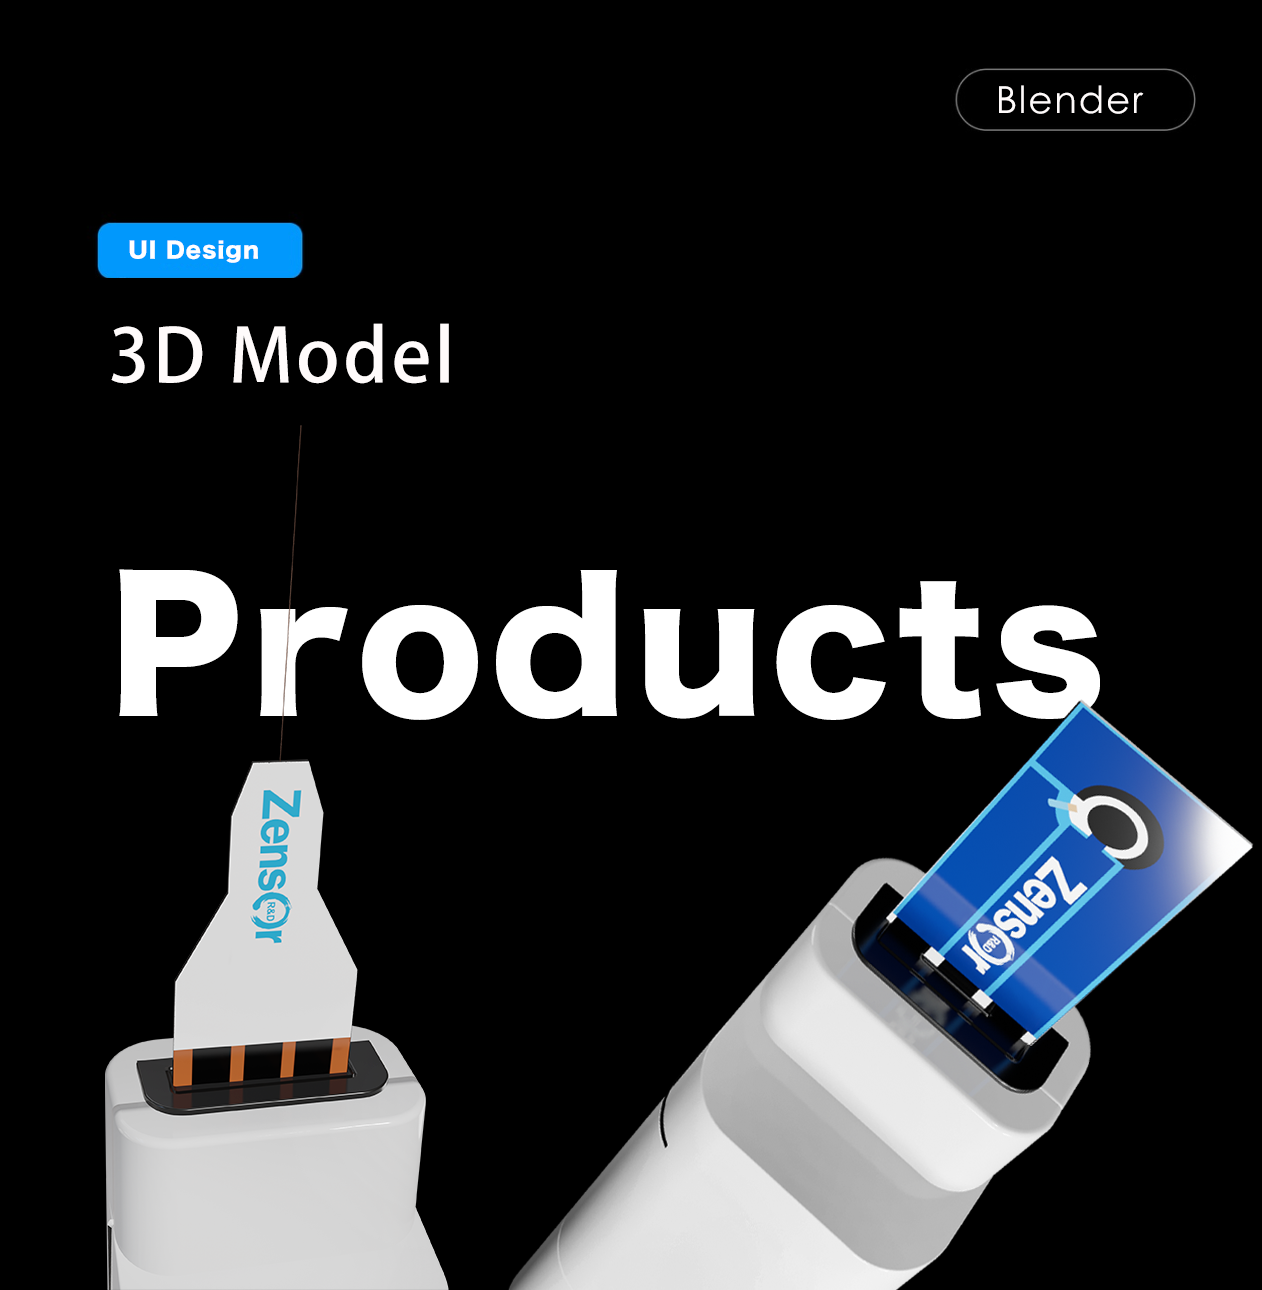 Blender
UI Design
3D Model
Products
Zensor
R&D
Zensor
R&D